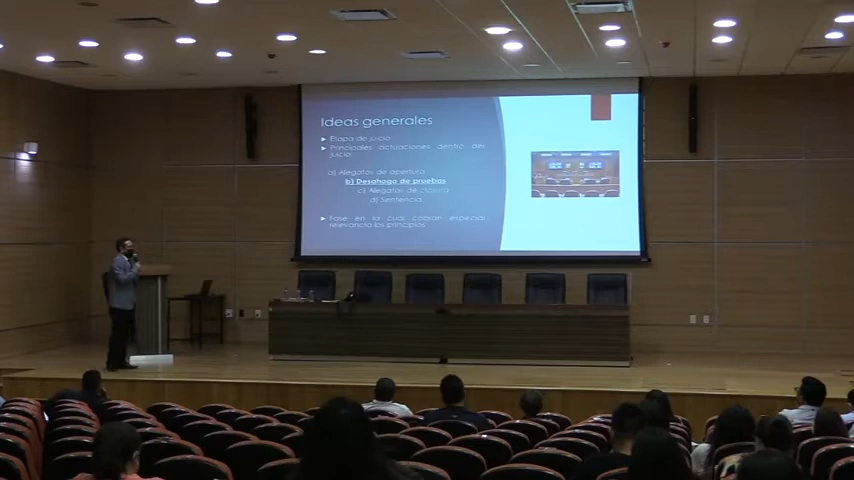 Ideas generales
Etapa de juicio
Principales actuaciones dentro del
juicio:
a) Alegatos de apertura
b) Desahogo de pruebas
c) Alegatos de clausura
d) Sentencia.
Fase en la cual cobran especial
relevancia los principios